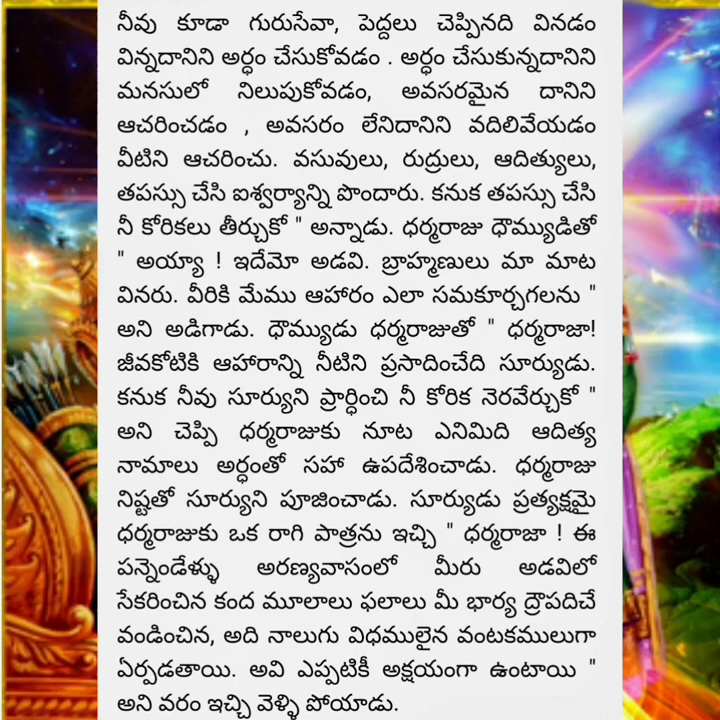 నీవు కూడా గురుసేవా, పెద్దలు చెప్పినది వినడం
విన్నదానిని అర్ధం చేసుకోవడం . అర్ధం చేసుకున్నదానిని
మనసులో నిలుపుకోవడం, అవసరమైన దానిని
ఆచరించడం , అవసరం లేనిదానిని వదిలివేయడం
వీటిని ఆచరించు. వసువులు, రుద్రులు, ఆదిత్యులు,
తపస్సు చేసి ఐశ్వర్యాన్ని పొందారు. కనుక తపస్సు చేసి
నీ కోరికలు తీర్చుకో " అన్నాడు. ధర్మరాజు ధౌమ్యుడితో
" అయ్యా ! ఇదేమో అడవి. బ్రాహ్మణులు మా మాట
వినరు. వీరికి మేము ఆహారం ఎలా సమకూర్చగలను "
అని అడిగాడు. ధౌమ్యుడు ధర్మరాజుతో " ధర్మరాజా!
జీవకోటికి ఆహారాన్ని నీటిని ప్రసాదించేది సూర్యుడు.
కనుక నీవు సూర్యుని ప్రార్ధించి నీ కోరిక నెరవేర్చుకో "
అని చెప్పి ధర్మరాజుకు నూట ఎనిమిది ఆదిత్య
నామాలు అర్ధంతో సహా ఉపదేశించాడు. ధర్మరాజు
నిష్టతో సూర్యుని పూజించాడు. సూర్యుడు ప్రత్యక్షమై
ధర్మరాజుకు ఒక రాగి పాత్రను ఇచ్చి " ధర్మరాజా ! ఈ
పన్నెండేళ్ళు అరణ్యవాసంలో మీరు అడవిలో
సేకరించిన కంద మూలాలు ఫలాలు మీ భార్య ద్రౌపదిచే
వండించిన, అది నాలుగు విధములైన వంటకములుగా
ఏర్పడతాయి. అవి ఎప్పటికీ అక్షయంగా ఉంటాయి "
అని వరం ఇచ్చి వెళ్ళి పోయాడు.